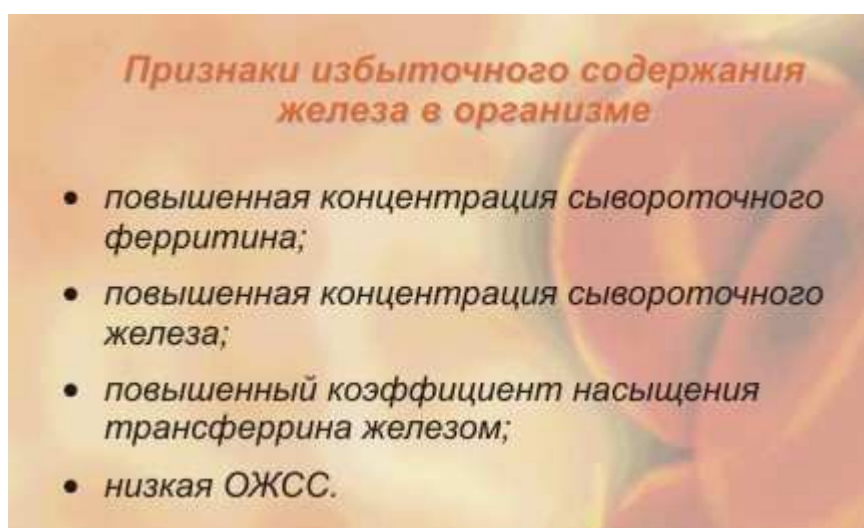 Признаки избыточного содержания
железа в организме
• повышенная концентрация сывороточного
ферритина;
• повышенная концентрация сывороточного
железа;
• повышенный коэффициент насыщения
трансферрина железом;
• низкая ОЖСС.